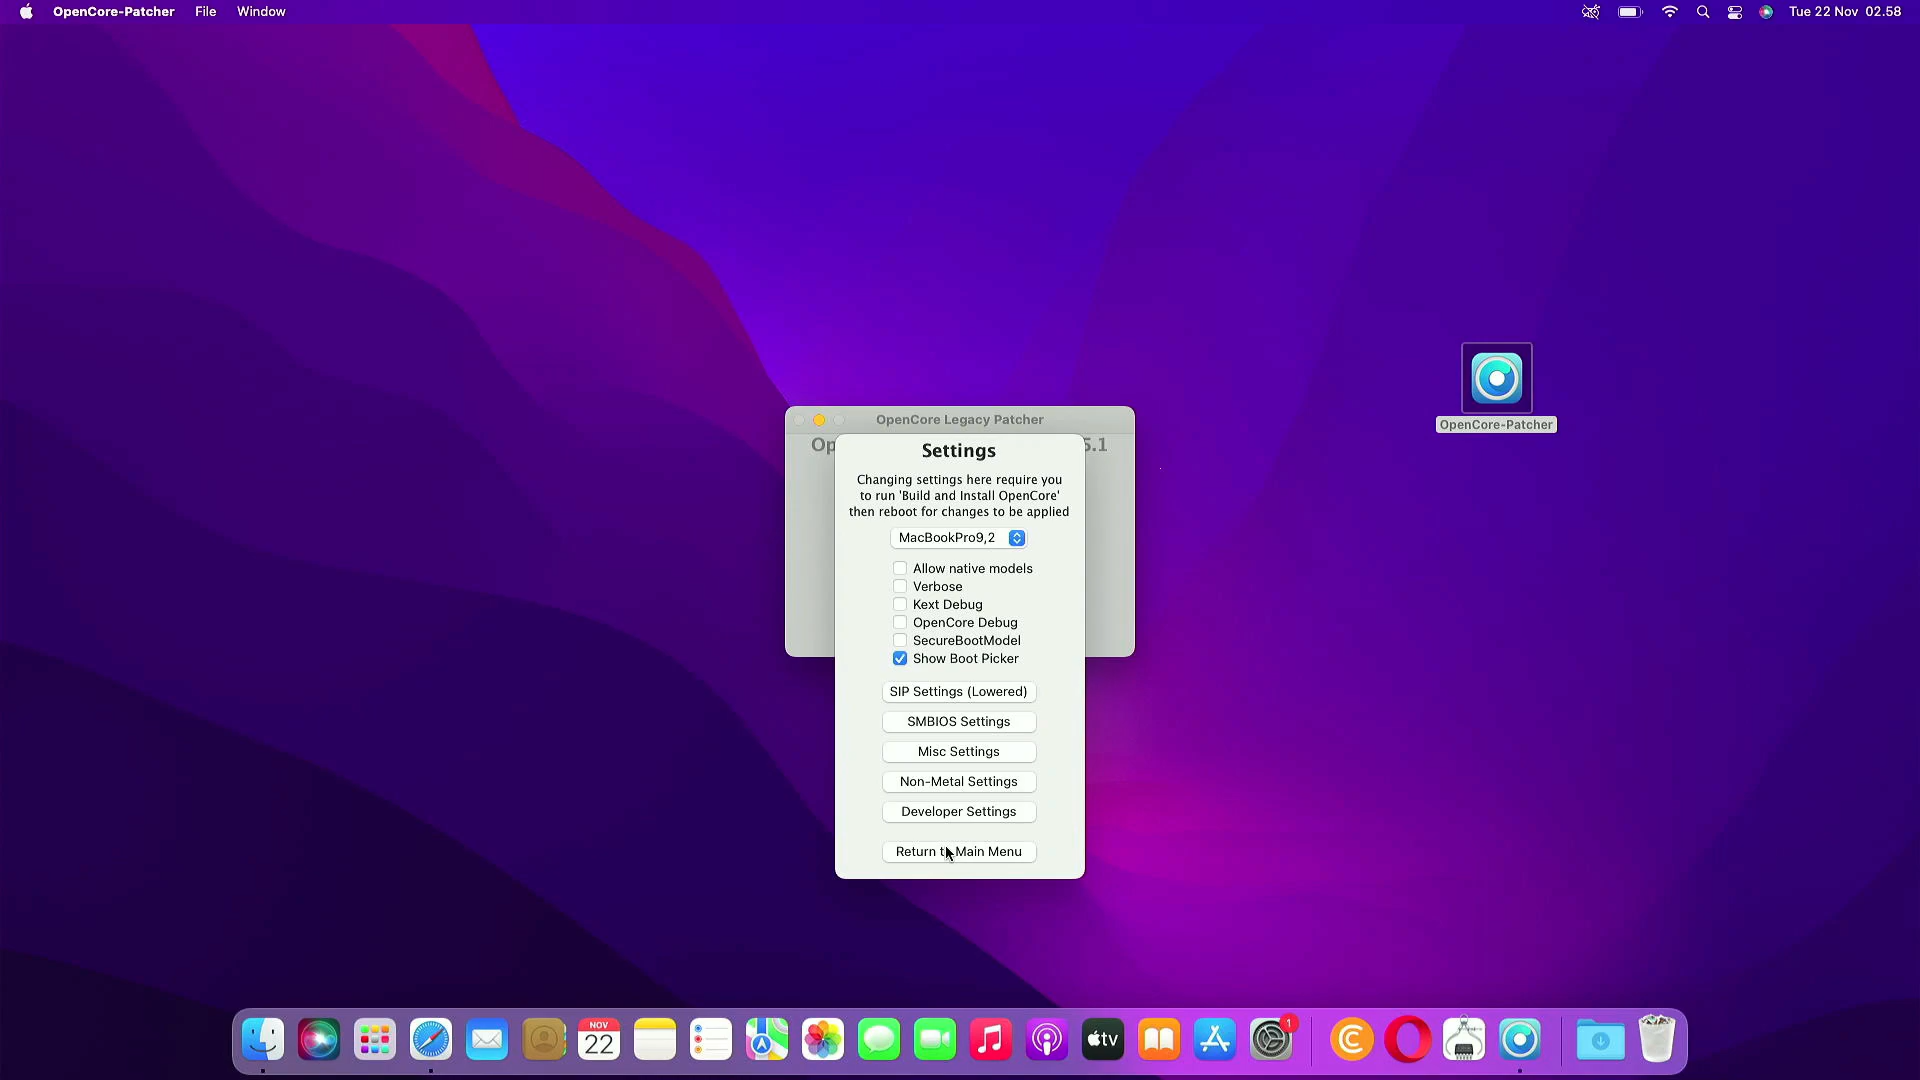 OpenCore-Patcher File Window
Tue 22 Nov 02.58
OpenCore-Patcher
OpenCore Legacy Patcher
Op
5.1
Settings
Changing settings here require you
to run 'Build and Install OpenCore'
then reboot for changes to be applied
MacBookPro9,2
Allow native models
Verbose
Kext Debug
OpenCore Debug
SecureBootModel
Show Boot Picker
SIP Settings (Lowered)
SMBIOS Settings
Misc Settings
Non-Metal Settings
Developer Settings
Return to Main Menu
NOV
22
tv
1